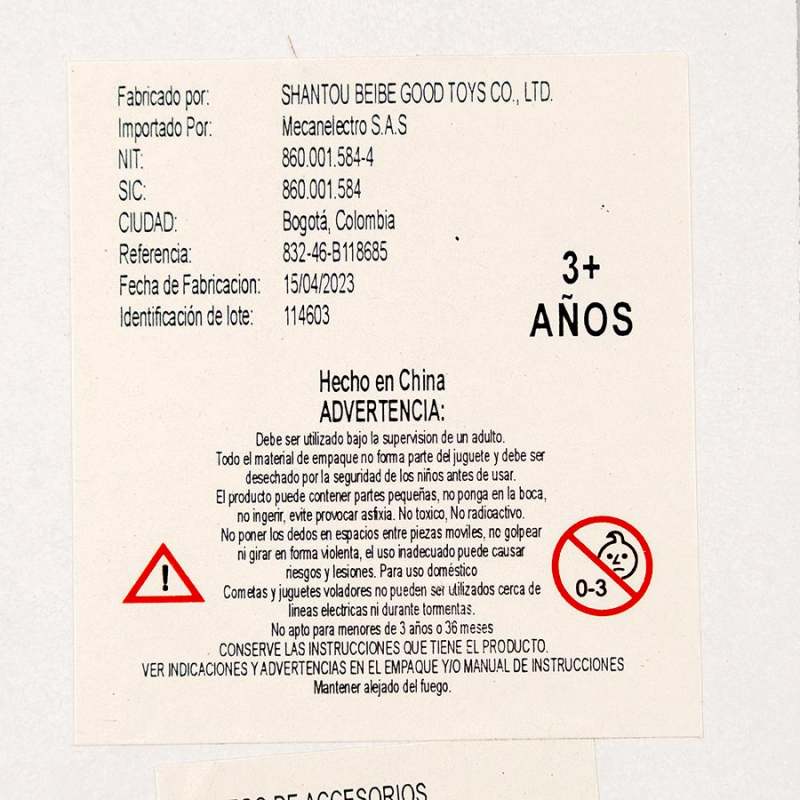 Fabricado por: SHANTOU BEIBE GOOD TOYS CO., LTD.
Importado Por: Mecanelectro S.A.S
NIT: 860.001.584-4
SIC: 860.001.584
CIUDAD: Bogotá, Colombia
Referencia: 832-46-B118685
Fecha de Fabricacion: 15/04/2023
Identificación de lote: 114603
3+
AÑOS
Hecho en China
ADVERTENCIA:
Debe ser utilizado bajo la supervision de un adulto.
Todo el material de empaque no forma parte del juguete y debe ser
desechado por la seguridad de los niños antes de usar.
El producto puede contener partes pequeñas, no ponga en la boca,
no ingerir, evite provocar asfixia. No toxico, No radioactivo.
No poner los dedos en espacios entre piezas moviles, no golpear
ni girar en forma violenta, el uso inadecuado puede causar
riesgos y lesiones. Para uso doméstico
Cometas y juguetes voladores no pueden ser utilizados cerca de
lineas electricas ni durante tormentas.
No apto para menores de 3 años o 36 meses
CONSERVE LAS INSTRUCCIONES QUE TIENE EL PRODUCTO.
VER INDICACIONES Y ADVERTENCIAS EN EL EMPAQUE Y/O MANUAL DE INSTRUCCIONES
Mantener alejado del fuego.
!
0-3
DE ACCESORIOS